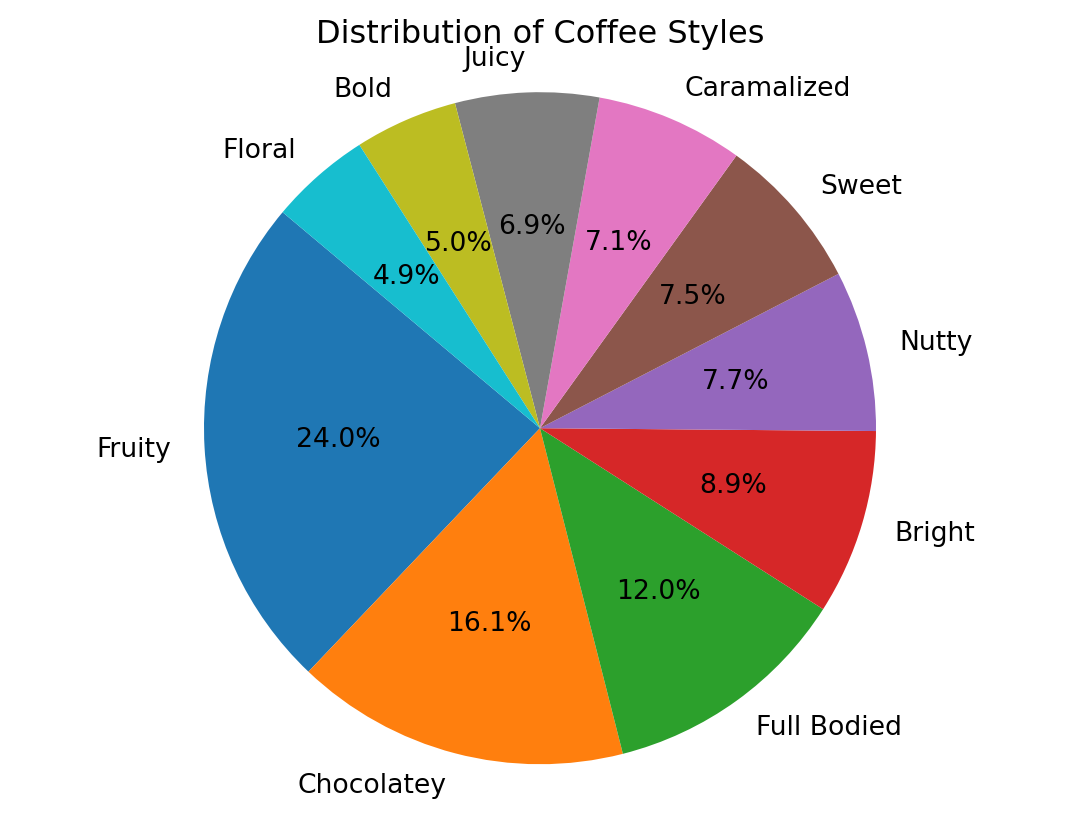 Distribution of Coffee Styles
Juicy
Bold
Caramalized
Floral
Sweet
6.9%
5.0%
7.1%
4.9%
7.5%
Nutty
7.7%
Fruity
24.0%
8.9%
Bright
12.0%
16.1%
Full Bodied
Chocolatey